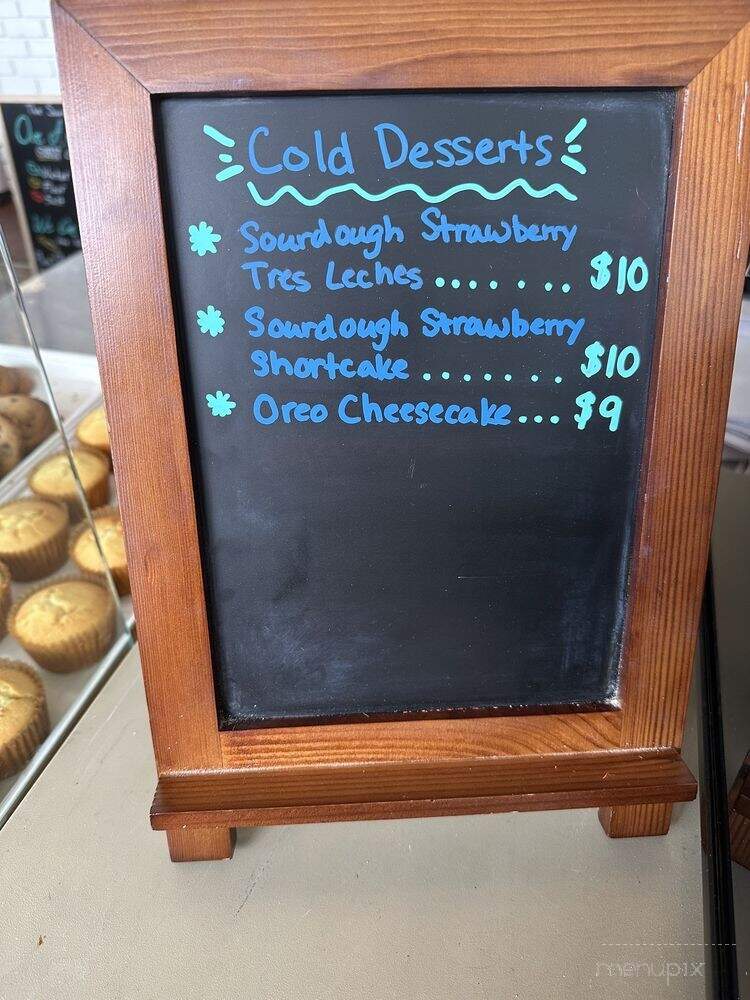 Cold Desserts
Sourdough Strawberry
Tres Leches ....... $10
Sourdough Strawberry
Shortcake ....... $10
Oreo Cheesecake... $9
menupix